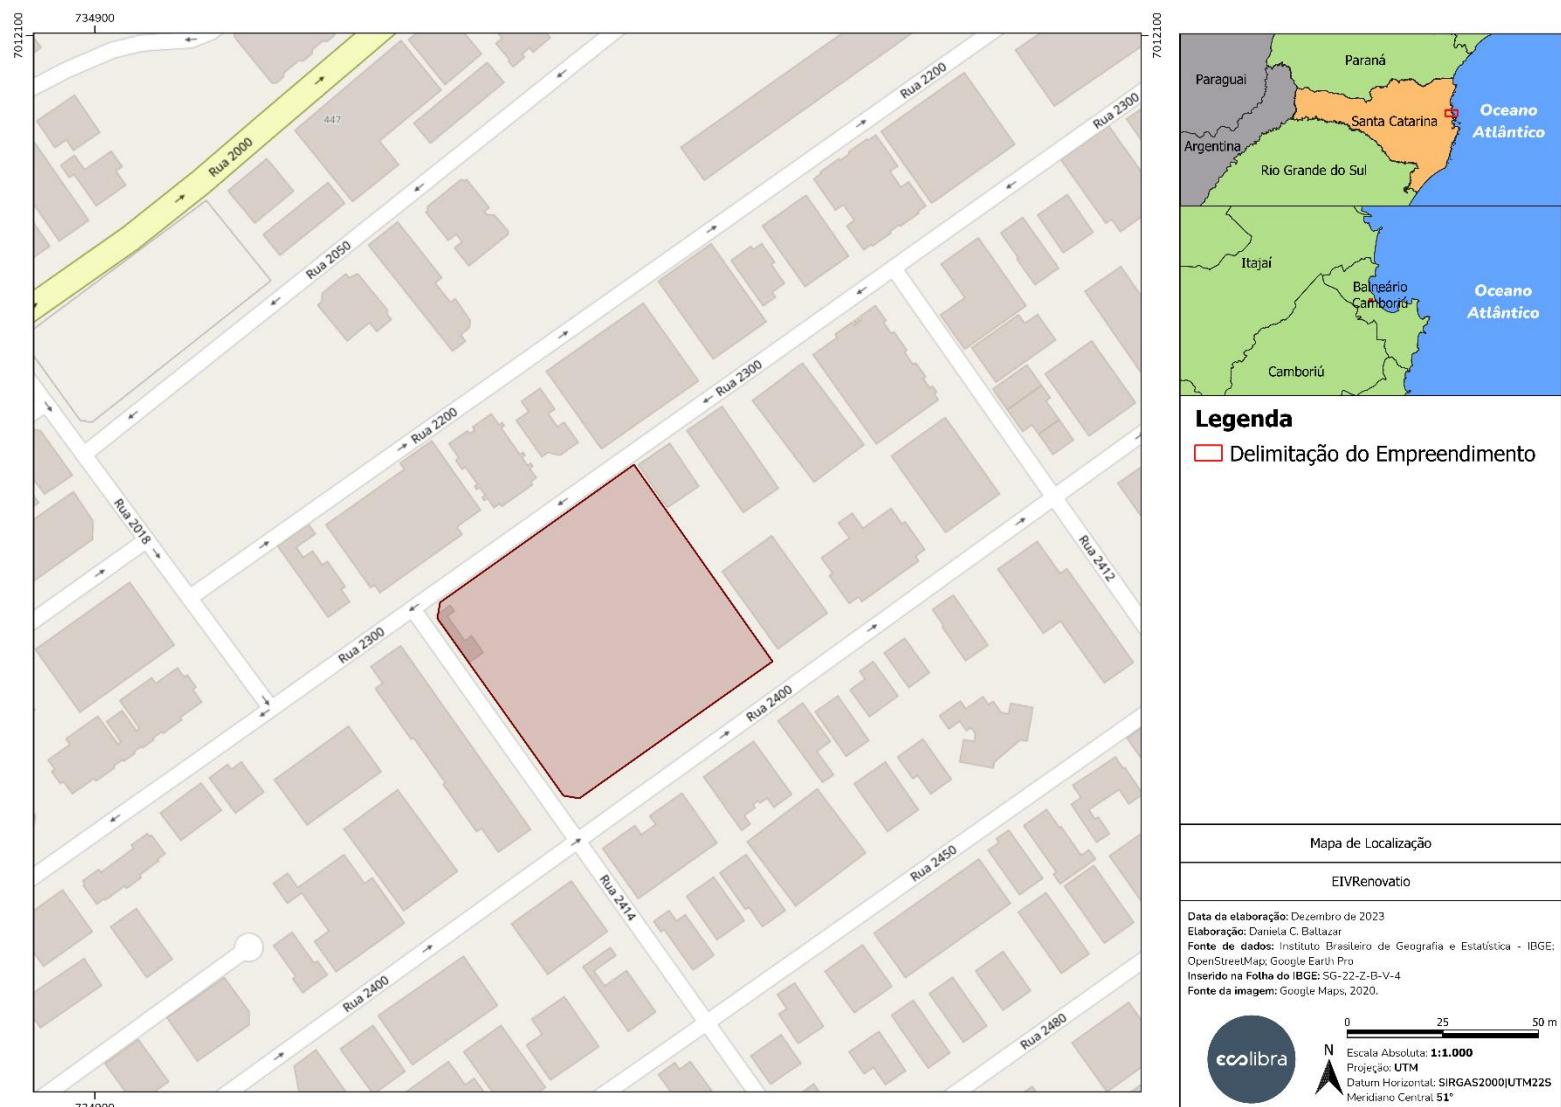 734900
7012100
7012100
Rua 2000
447
Rua 2200
Rua 2300
Rua 2050
Rua 2300
Rua 2200
Rua 2018
Rua 2412
Rua 2300
Rua 2400
Rua 2450
Rua 2414
Rua 2400
Rua 2480
734900
Paraguai
Paraná
Argentina
Santa Catarina
Rio Grande do Sul
Oceano
Atlântico
Itajaí
Balneário
Camboriú
Camboriú
Oceano
Atlântico
Legenda
Delimitação do Empreendimento
Mapa de Localização
EIVRenovatio
Data da elaboração: Dezembro de 2023
Elaboração: Daniela C. Baltazar
Fonte de dados: Instituto Brasileiro de Geografia e Estatística - IBGE;
OpenStreetMap; Google Earth Pro
Inserido na Folha do IBGE: SG-22-Z-B-V-4
Fonte da imagem: Google Maps, 2020.
ecolibra
0 25 50 m
N
Escala Absoluta: 1:1.000
Projeção: UTM
Datum Horizontal: SIRGAS2000|UTM22S
Meridiano Central 51°